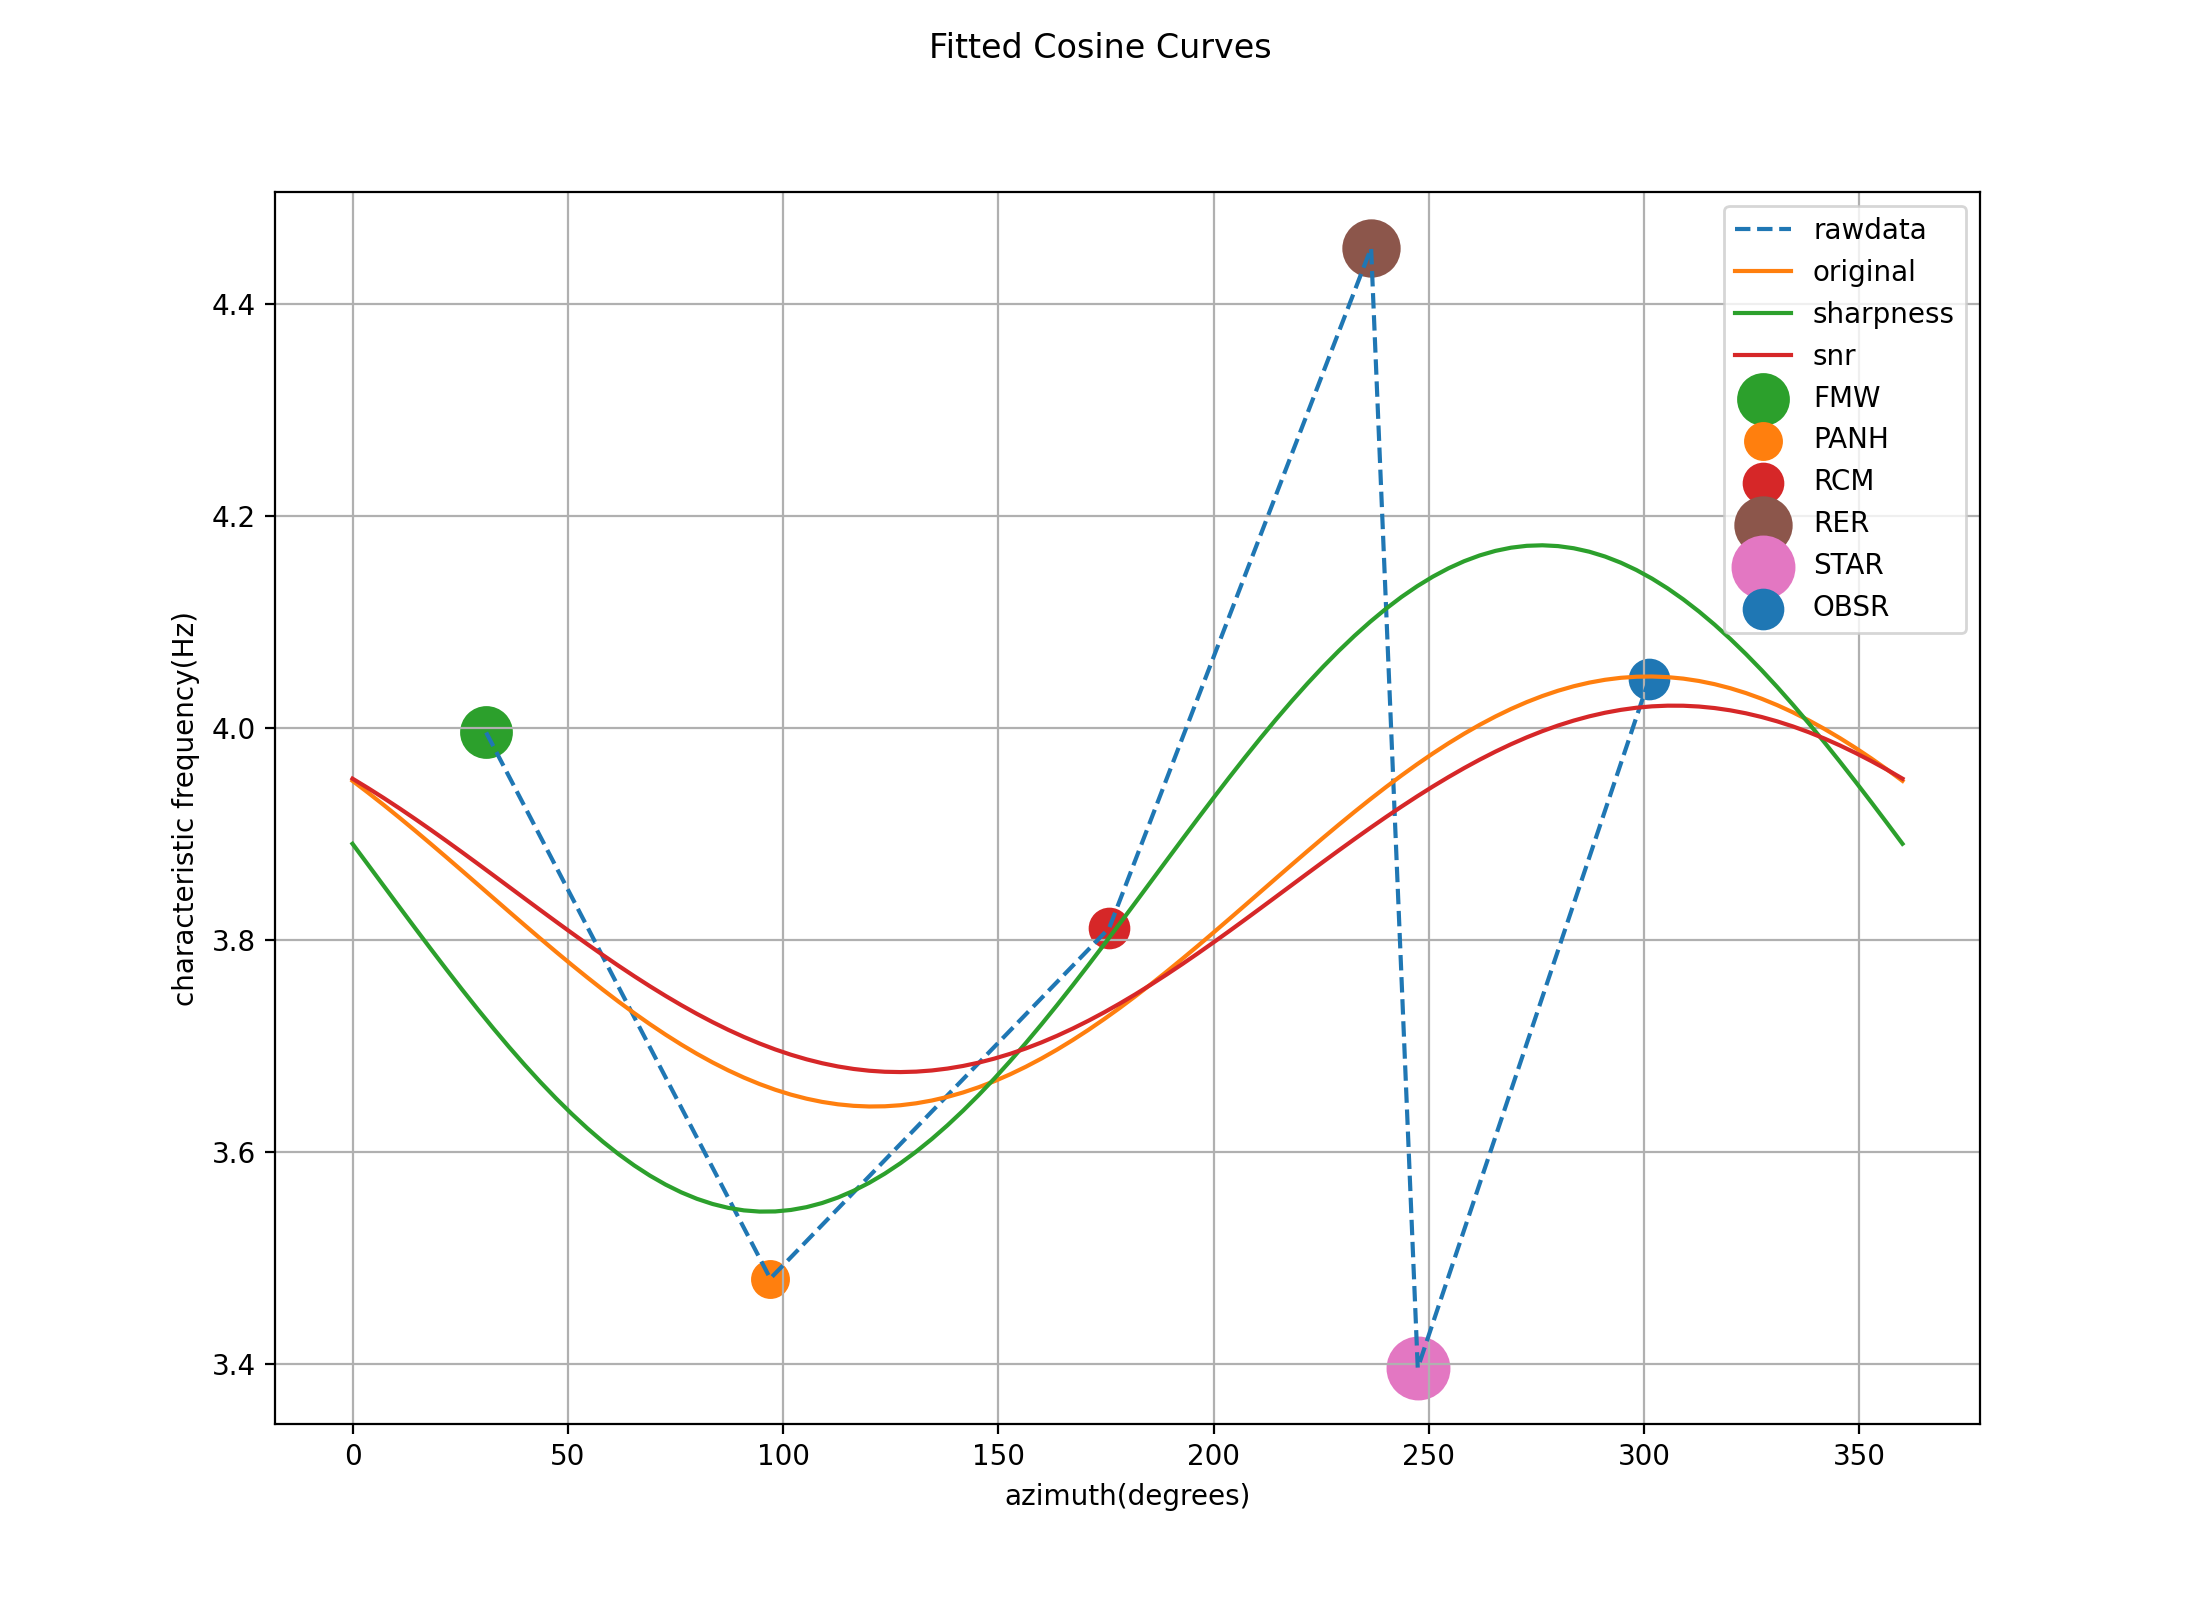 Fitted Cosine Curves
rawdata
original
sharpness
snr
FMW
PANH
RCM
RER
STAR
OBSR
characteristic frequency(Hz)
4.4
4.2
4.0
3.8
3.6
3.4
0 50 100 150 200 250 300 350
azimuth(degrees)